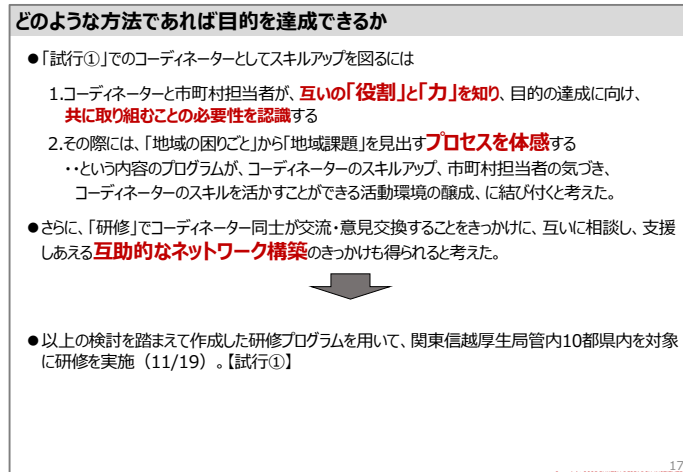 どのような方法であれば目的を達成できるか
●「試行①」でのコーディネーターとしてスキルアップを図るには
1.コーディネーターと市町村担当者が、互いの「役割」と「力」を知り、目的の達成に向け、
共に取り組むことの必要性を認識する
2.その際には、「地域の困りごと」から「地域課題」を見出すプロセスを体感する
・・という内容のプログラムが、コーディネーターのスキルアップ、市町村担当者の気づき、
コーディネーターのスキルを活かすことができる活動環境の醸成、に結び付くと考えた。
●さらに、「研修」でコーディネーター同士が交流・意見交換することをきっかけに、互いに相談し、支援
しあえる互助的なネットワーク構築のきっかけも得られると考えた。
●以上の検討を踏まえて作成した研修プログラムを用いて、関東信越厚生局管内10都県内を対象
に研修を実施（11/19）。【試行①】
17